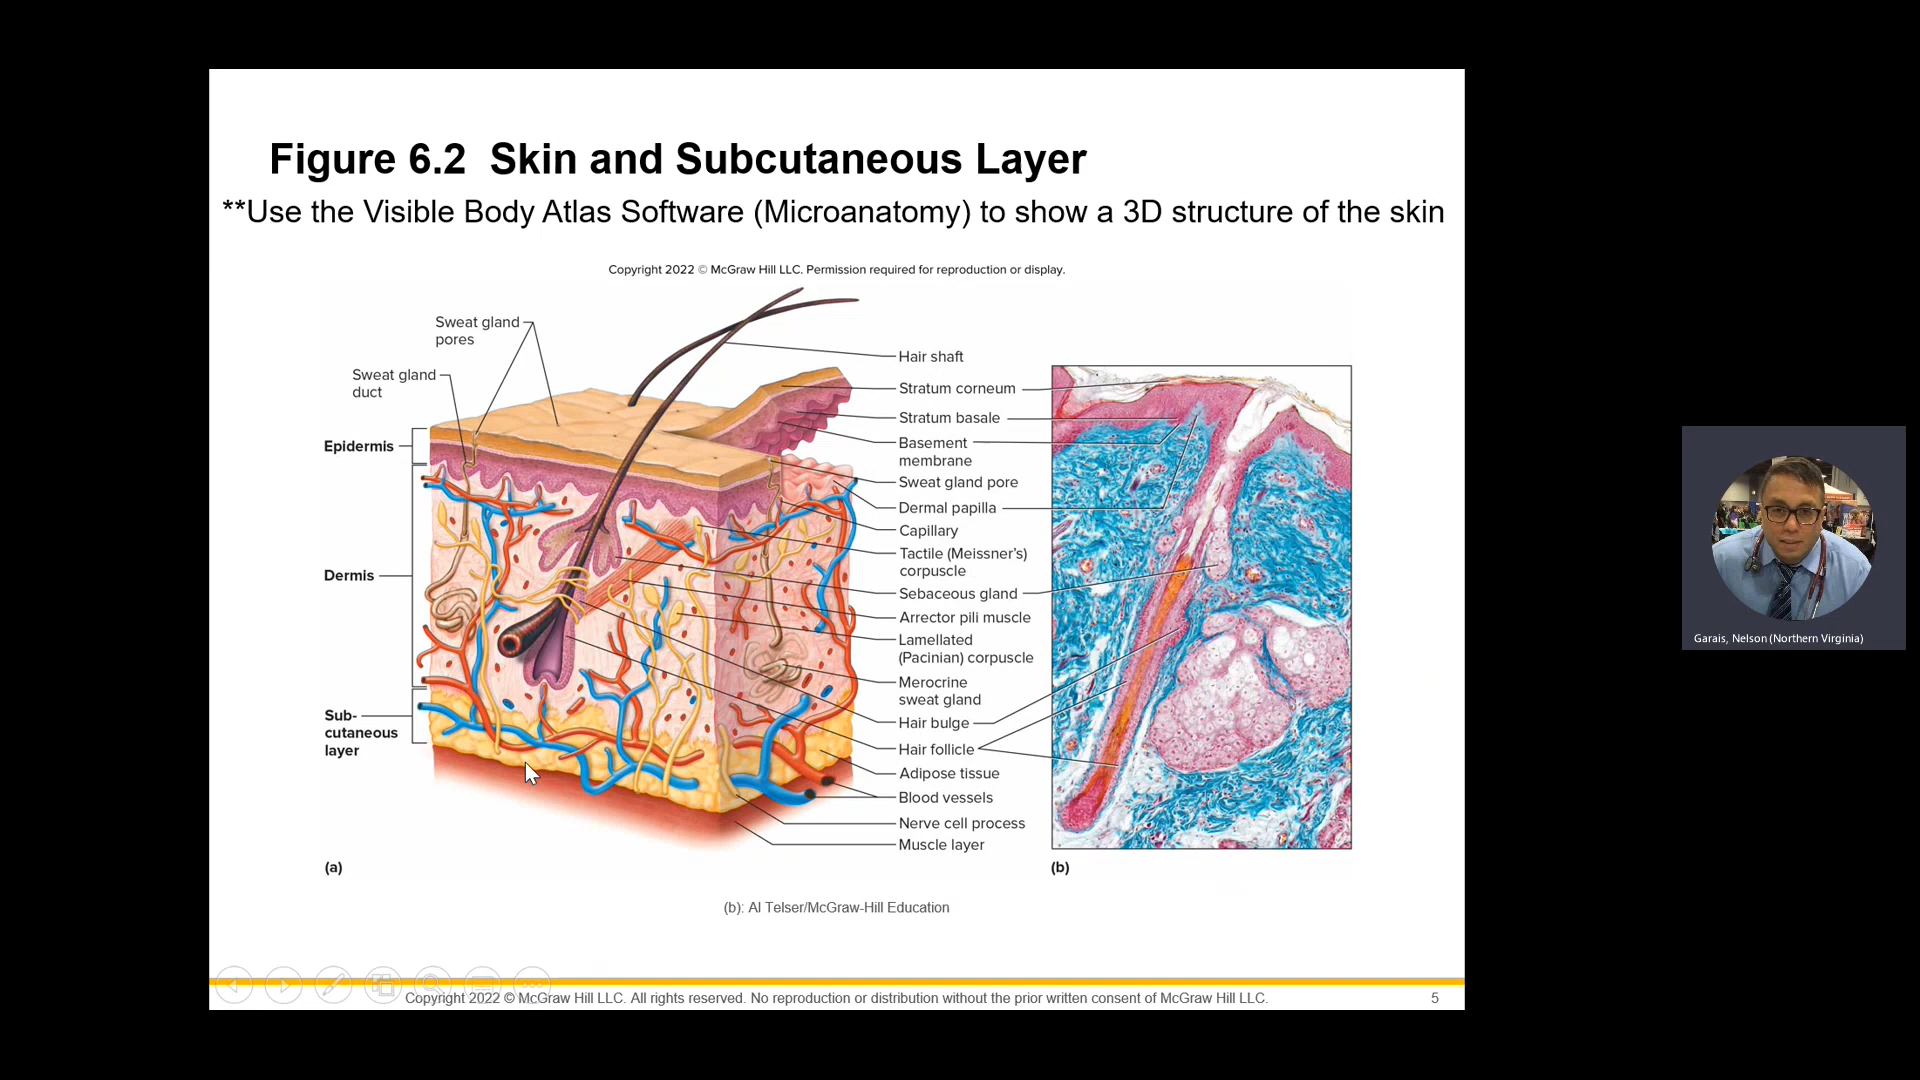 Figure 6.2  Skin and Subcutaneous Layer
**Use the Visible Body Atlas Software (Microanatomy) to show a 3D structure of the skin
Copyright 2022 © McGraw Hill LLC. Permission required for reproduction or display.
Sweat gland
pores
Sweat gland
duct
Epidermis
Dermis
Sub-
cutaneous
layer
Hair shaft
Stratum corneum
Stratum basale
Basement
membrane
Sweat gland pore
Dermal papilla
Capillary
Tactile (Meissner's)
corpuscle
Sebaceous gland
Arrector pili muscle
Lamellated
(Pacinian) corpuscle
Merocrine
sweat gland
Hair bulge
Hair follicle
Adipose tissue
Blood vessels
Nerve cell process
Muscle layer
(a)
(b)
(b): Al Telser/McGraw-Hill Education
Copyright 2022 © McGraw Hill LLC. All rights reserved. No reproduction or distribution without the prior written consent of McGraw Hill LLC.
5
Garais, Nelson (Northern Virginia)